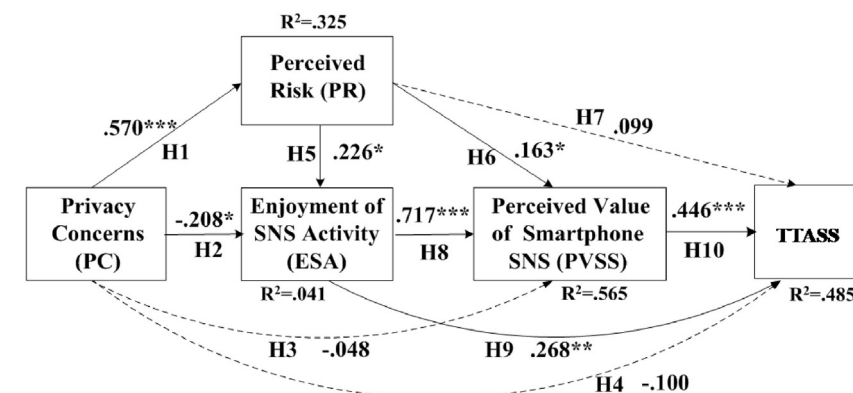 R²=.325
Perceived
Risk (PR)
.570***
H1
H5
.226*
H6
.163*
H7
.099
Privacy
Concerns
(PC)
-.208*
H2
Enjoyment of
SNS Activity
(ESA)
.717***
H8
Perceived Value
of Smartphone
SNS (PVSS)
.446***
H10
TTASS
R²=.041
R²=.565
R²=.485
H3 -.048
H9 .268**
H4 -.100